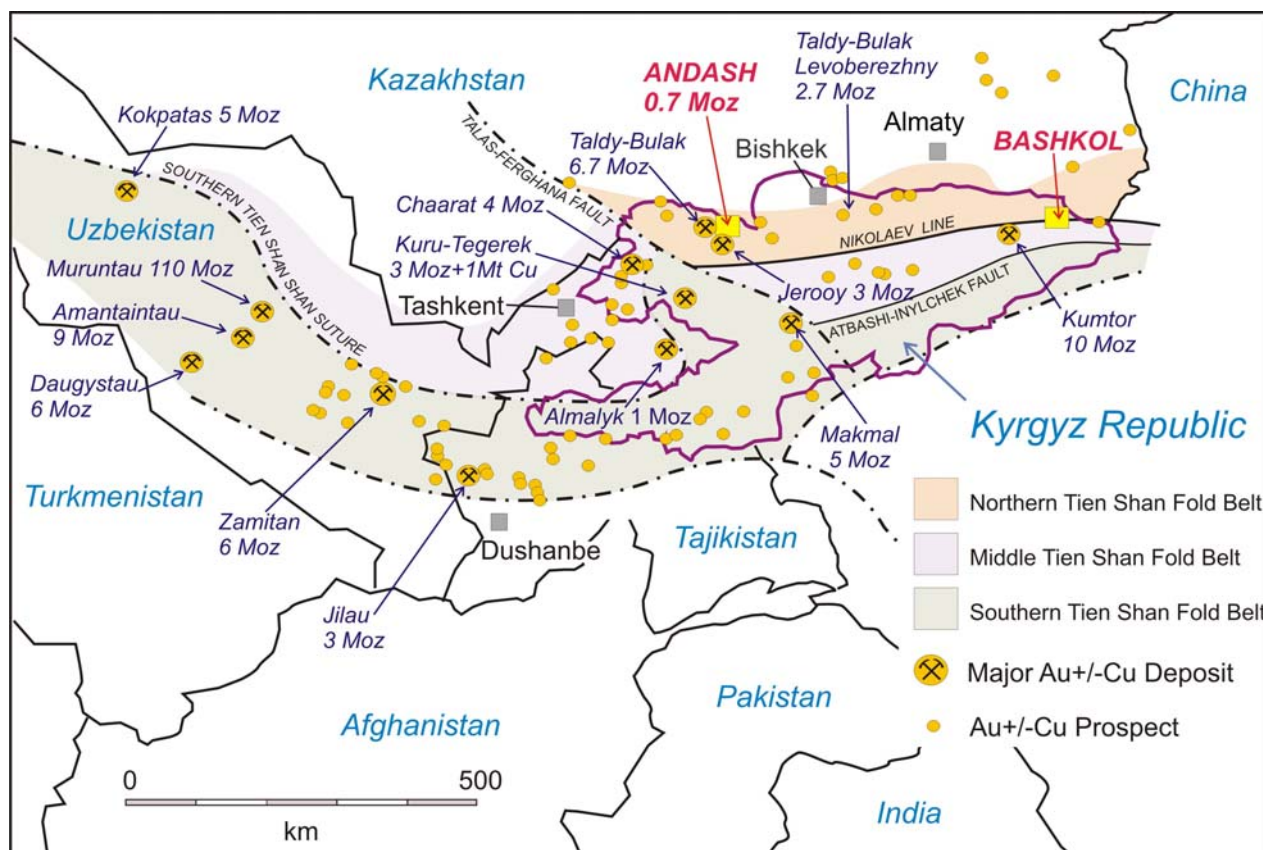 Kazakhstan
ANDASH
0.7 Moz
Taldy-Bulak
Levoberezhny
2.7 Moz
China
Kokpatas 5 Moz
TALAS-FERGHANA FAULT
Taldy-Bulak
6.7 Moz
Bishkek
Almaty
BASHKOL
SOUTHERN TIEN SHAN SHAN SUTURE
Chaarat 4 Moz
Uzbekistan
Kuru-Tegerek
3 Moz+1Mt Cu
NIKOLAEV LINE
Muruntau 110 Moz
Amantaintau
9 Moz
Tashkent
Jerooy 3 Moz
ATBASHI-INYLCHEK FAULT
Kumtor
10 Moz
Daugystau
6 Moz
Almalyk 1 Moz
Makmal
5 Moz
Kyrgyz Republic
Turkmenistan
Zamitan
6 Moz
Dushanbe
Tajikistan
Northern Tien Shan Fold Belt
Middle Tien Shan Fold Belt
Southern Tien Shan Fold Belt
Jilau
3 Moz
Major Au+/-Cu Deposit
Au+/-Cu Prospect
Afghanistan
Pakistan
India
0 500
km